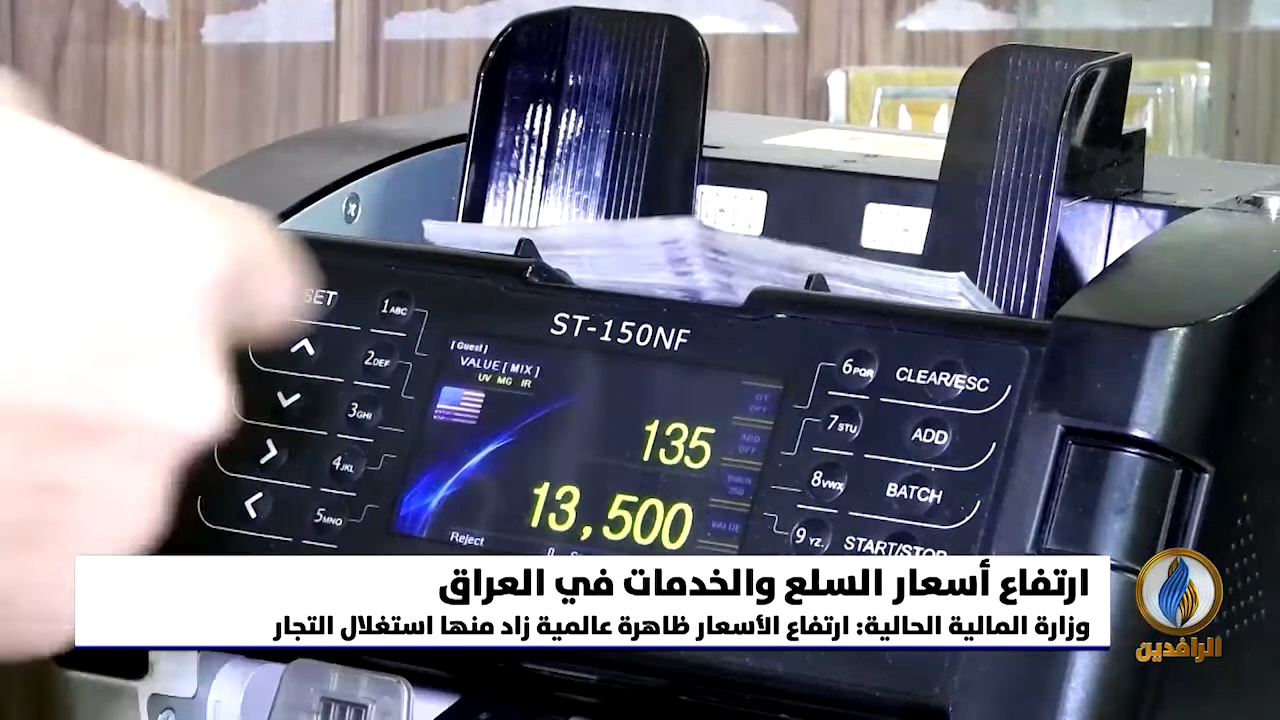 SET
1ABC
2DEF
3GHI
4JKL
5MNO
ST-150NF
[ Guest ]
VALUE [ MIX ]
UV MG IR
135
13,500
Reject
VALUE
6PQR
7STU
8VWX
9YZ.
CLEAR/ESC
ADD
BATCH
START/STOP
ارتفاع أسعار السلع والخدمات في العراق
وزارة المالية الحالية: ارتفاع الأسعار ظاهرة عالمية زاد منها استغلال التجار
الرافدين